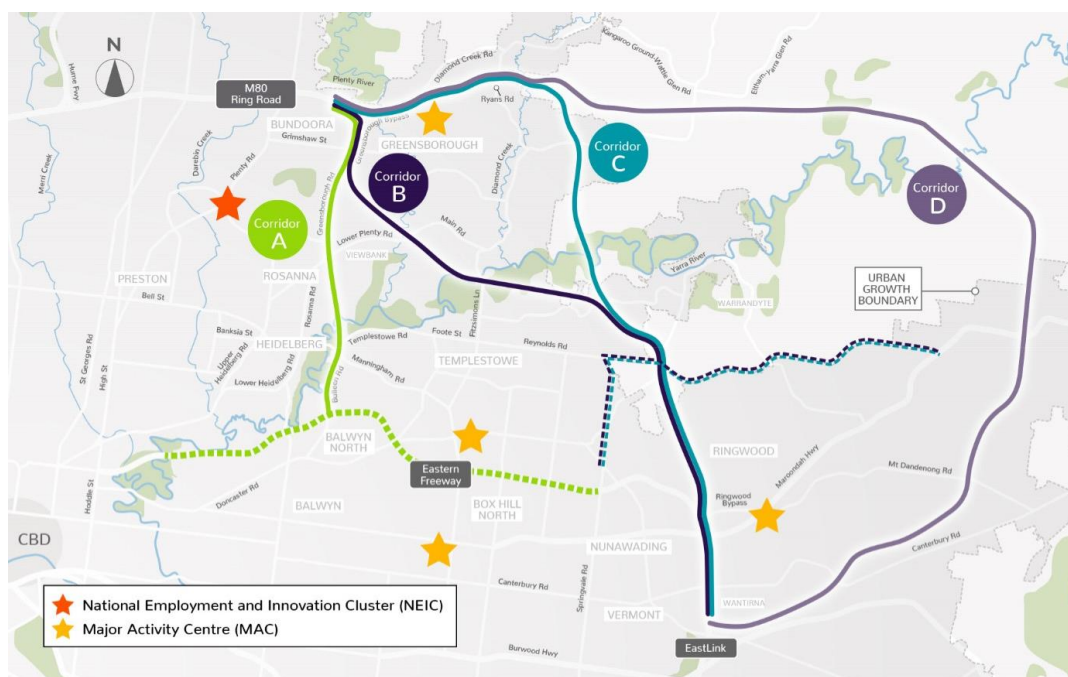 N
M80
Ring Road
Plenty River
Diamond Creek Rd
Kangaroo Ground-
Wattle Glen Rd
Eltham-
Yarra Glen Rd
Hume Fwy
Ryans Rd
BUNDOORA
Grimshaw St
Greensborough Bypass
GREENSBOROUGH
Merri Creek
Darebin Creek
Plenty Rd
Diamond Creek
Corridor
A
Corridor
B
Corridor
C
Corridor
D
Greensborough Rd
Main Rd
Lower Plenty Rd
VIEWBANK
ROSANNA
PRESTON
Bell St
Rosanna Rd
Yarra River
URBAN
GROWTH
BOUNDARY
WARRANDYTE
Banksia St
HEIDELBERG
Upper
Heidelberg Rd
Lower Heidelberg Rd
St Georges Rd
High St
Templestowe Rd
Foote St
Fitzsimons Ln
Reynolds Rd
TEMPLESTOWE
Manningham Rd
Bulleen Rd
BALWYN
NORTH
Eastern
Freeway
RINGWOOD
Maroondah Hwy
Mt Dandenong Rd
Ringwood
Bypass
Hoddle St
Doncaster Rd
BALWYN
BOX HILL
NORTH
NUNAWADING
CBD
Canterbury Rd
Canterbury Rd
Springvale Rd
VERMONT
WANTIRNA
EastLink
Burwood Hwy
National Employment and Innovation Cluster (NEIC)
Major Activity Centre (MAC)